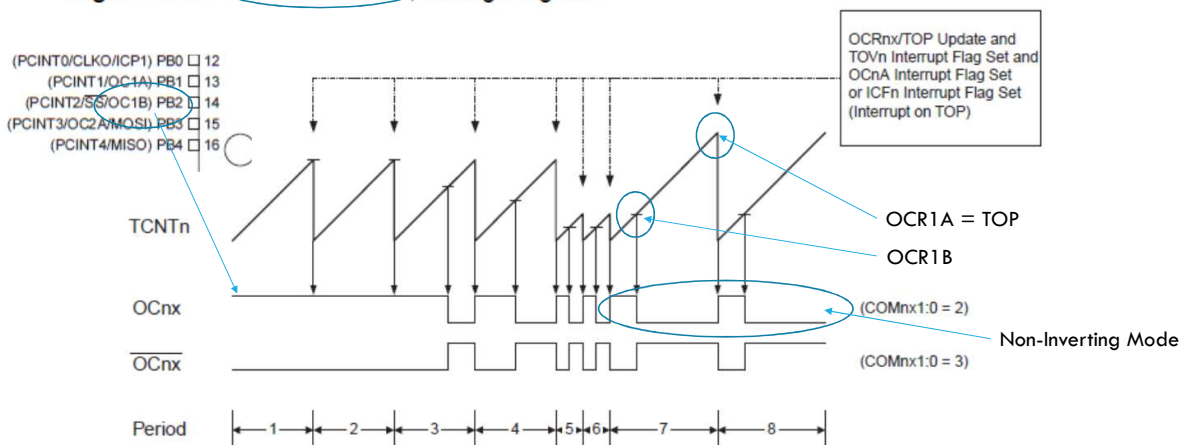 (PCINT0/CLKO/ICP1) PB0 12
(PCINT1/OC1A) PB1 13
(PCINT2/SS/OC1B) PB2 14
(PCINT3/OC2A/MOSI) PB3 15
(PCINT4/MISO) PB4 16
OCRnx/TOP Update and
TOVn Interrupt Flag Set and
OCnA Interrupt Flag Set
or ICFn Interrupt Flag Set
(Interrupt on TOP)
TCNTn
OCR1A = TOP
OCR1B
OCnx
(COMnx1:0 = 2)
Non-Inverting Mode
OCnx
(COMnx1:0 = 3)
Period 1 2 3 4 5 6 7 8